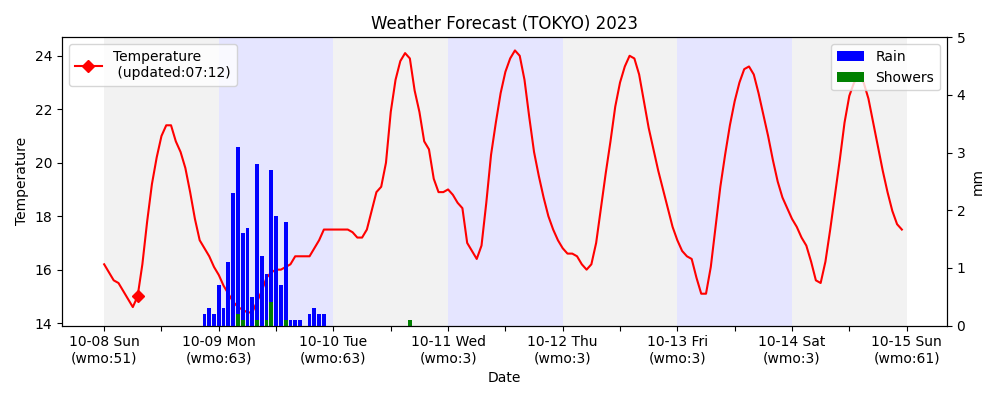 Weather Forecast (TOKYO) 2023
Temperature
(updated:07:12)
Rain
Showers
24
22
20
18
16
14
Temperature
5
4
3
2
1
0
mm
10-08 Sun
(wmo:51)
10-09 Mon
(wmo:63)
10-10 Tue
(wmo:63)
10-11 Wed
(wmo:3)
10-12 Thu
(wmo:3)
10-13 Fri
(wmo:3)
10-14 Sat
(wmo:3)
10-15 Sun
(wmo:61)
Date